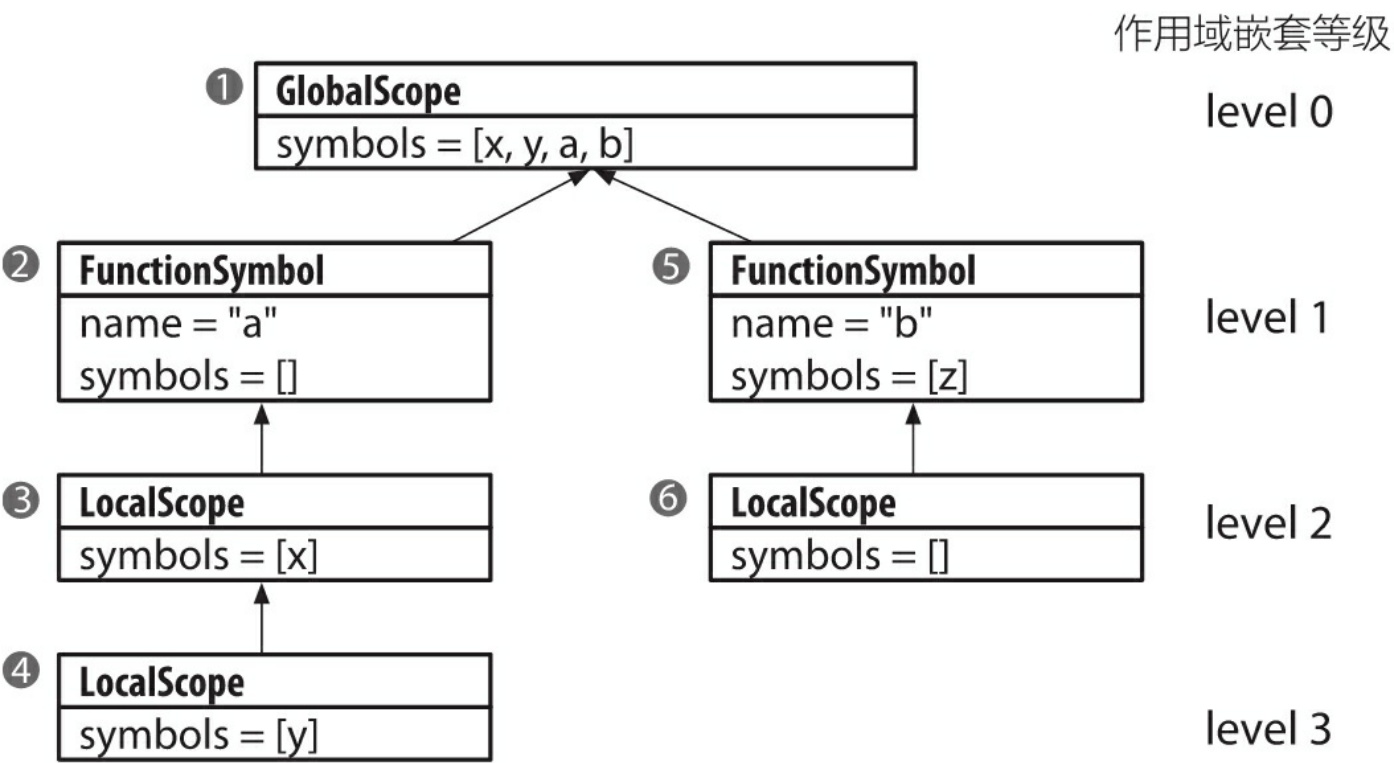 作用域嵌套等级
❶ GlobalScope
symbols = [x, y, a, b]
level 0
❷ FunctionSymbol
name = "a"
symbols = []
❺ FunctionSymbol
name = "b"
symbols = [z]
level 1
❸ LocalScope
symbols = [x]
❻ LocalScope
symbols = []
level 2
❹ LocalScope
symbols = [y]
level 3